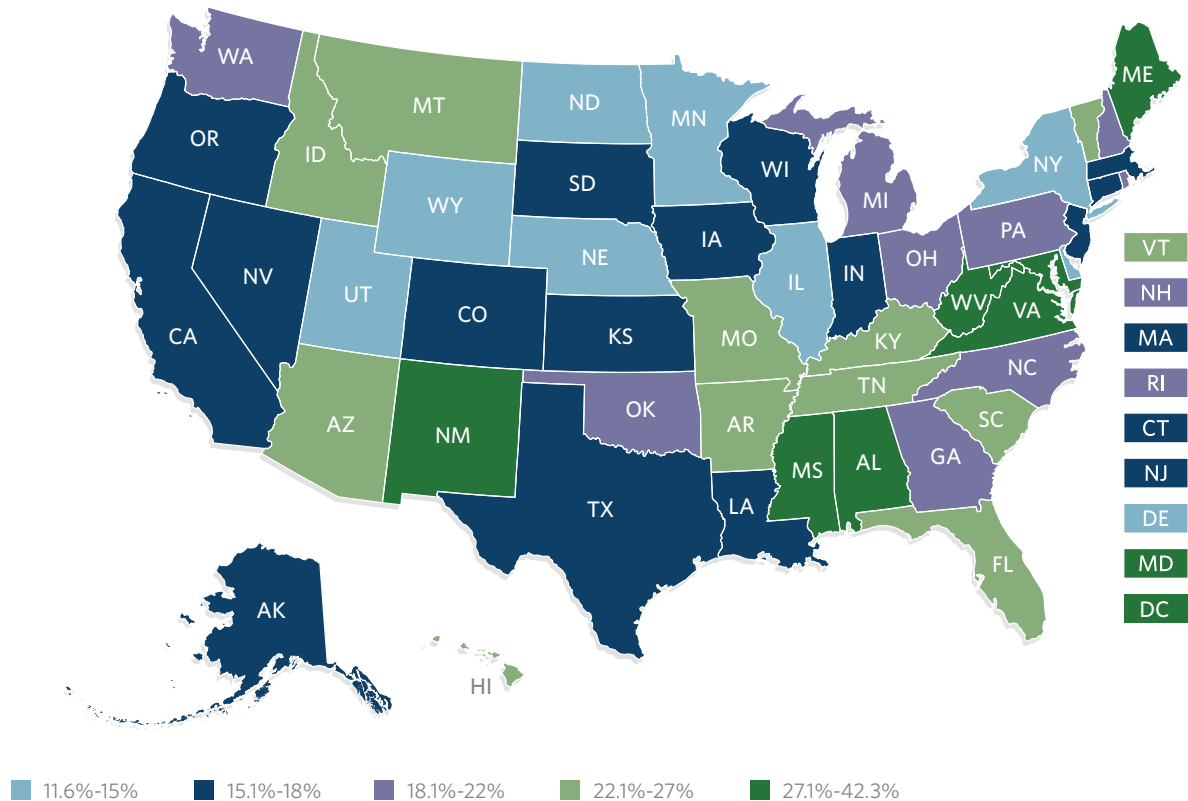 WA
MT
ND
MN
ME
OR
ID
SD
WI
NY
WY
MI
IA
PA
NE
OH
IL
IN
NV
UT
CO
WV
VA
CA
KS
MO
KY
NC
TN
OK
AZ
NM
AR
SC
MS
AL
GA
TX
LA
FL
AK
HI
VT
NH
MA
RI
CT
NJ
DE
MD
DC
11.6%-15% 15.1%-18% 18.1%-22% 22.1%-27% 27.1%-42.3%